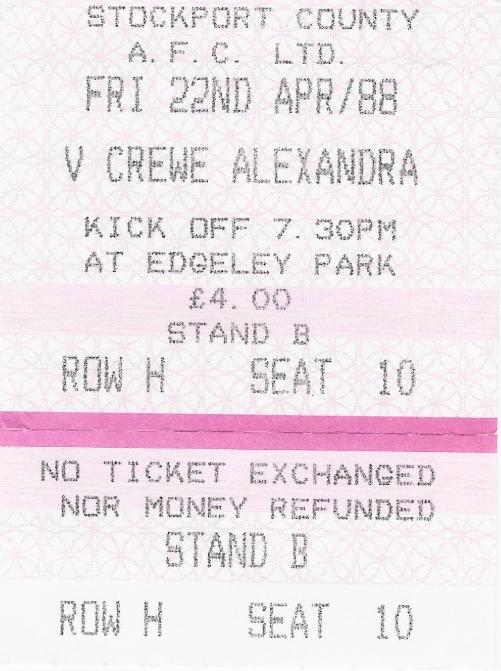 STOCKPORT COUNTY
A.F.C. LTD.
FRI 22ND APR/88
V CREWE ALEXANDRA
KICK OFF 7.30PM
AT EDGELEY PARK
£4.00
STAND B
ROW H SEAT 10
NO TICKET EXCHANGED
NOR MONEY REFUNDED
STAND B
ROW H SEAT 10